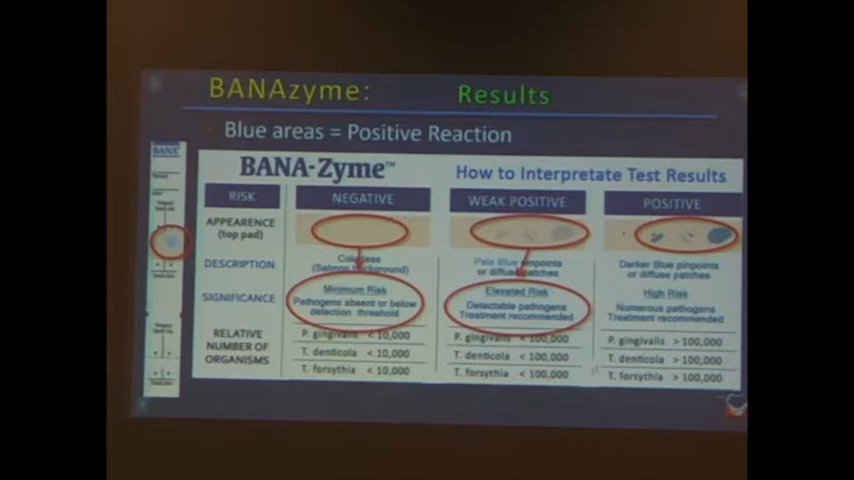 BANAzyme: Results
Blue areas = Positive Reaction
BANA
BANA-Zyme™ How to Interpretate Test Results
RISK NEGATIVE WEAK POSITIVE POSITIVE
APPEARENCE
(top pad)
DESCRIPTION
Colorless
(Salmon background)
Pale Blue pinpoints
or diffuse patches
Darker Blue pinpoints
or diffuse patches
SIGNIFICANCE
Minimum Risk
Pathogens absent or below
detection threshold
Elevated Risk
Detectable pathogens
Treatment recommended
High Risk
Numerous pathogens
Treatment recommended
RELATIVE
NUMBER OF
ORGANISMS
P. gingivalis < 10,000
T. denticola < 10,000
T. forsythia < 10,000
P. gingivalis < 100,000
T. denticola < 100,000
T. forsythia < 100,000
P. gingivalis > 100,000
T. denticola > 100,000
T. forsythia > 100,000